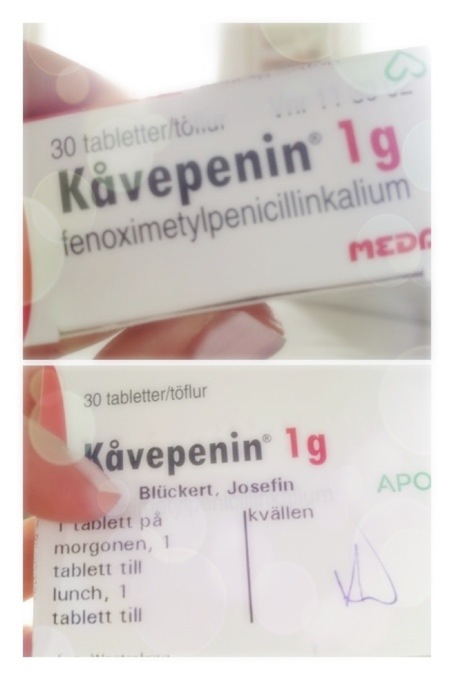 30 tabletter/töflur
Kåvepenin® 1g
fenoximetylpenicillinkalium
MEDA
30 tabletter/töflur
Kåvepenin® 1g
Blückert, Josefin
APO
1 tablett på
morgonen, 1
tablett till
lunch, 1
tablett till
kvällen